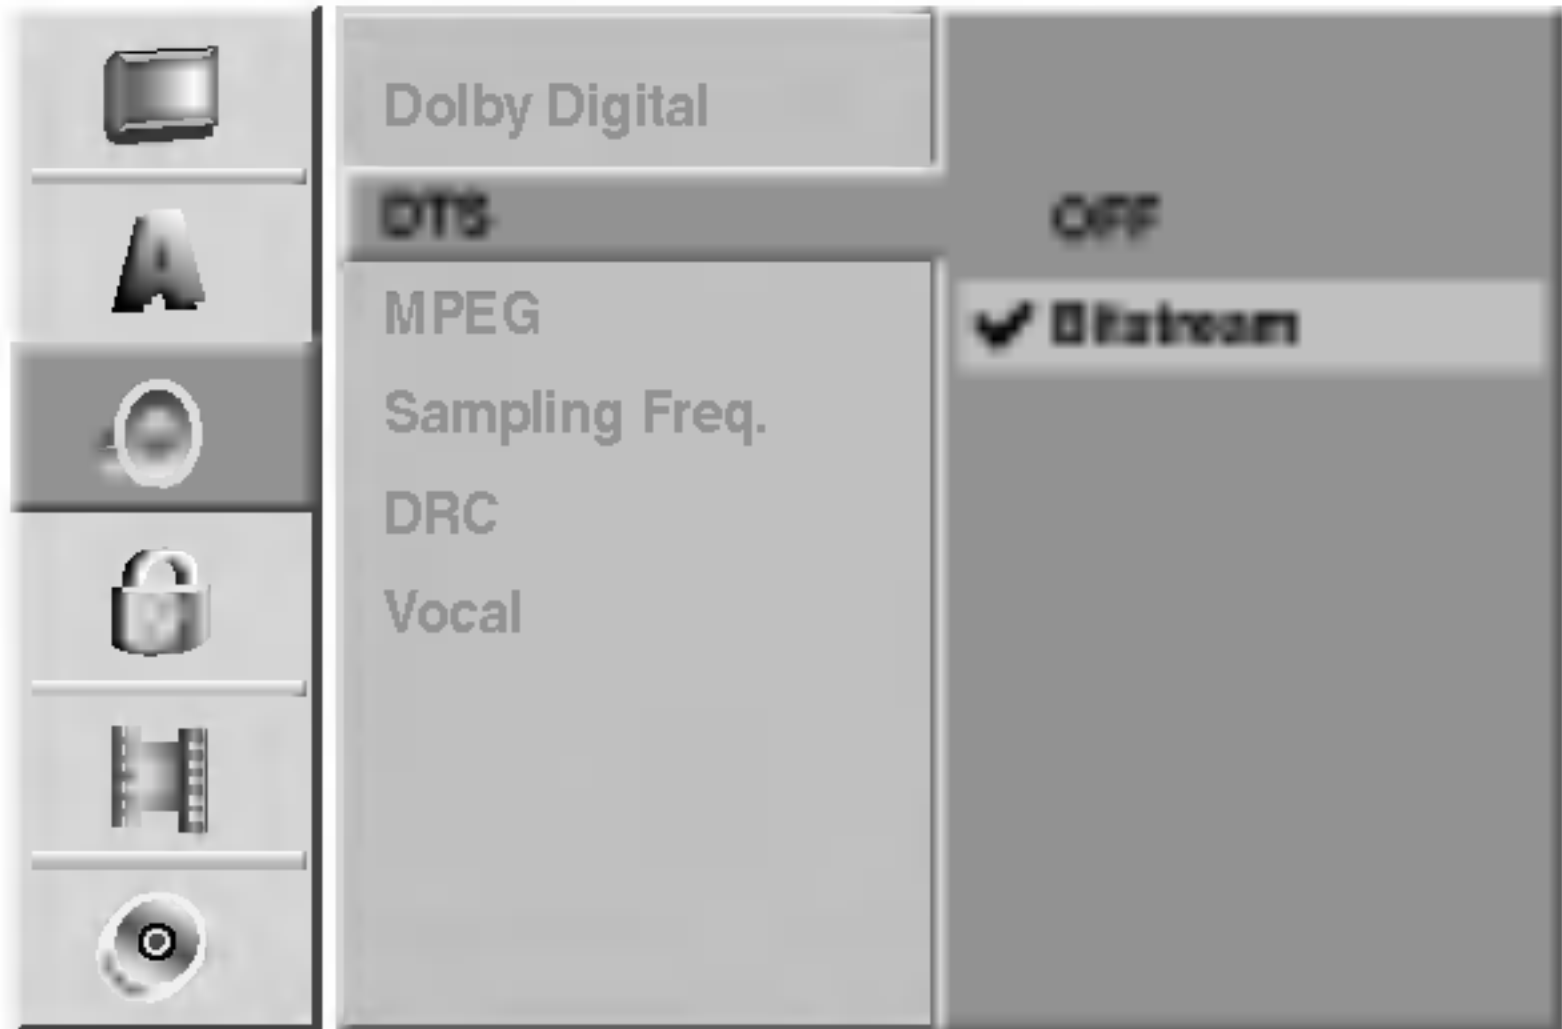 Dolby Digital
DTS
OFF
MPEG
Bitstream
Sampling Freq.
DRC
Vocal